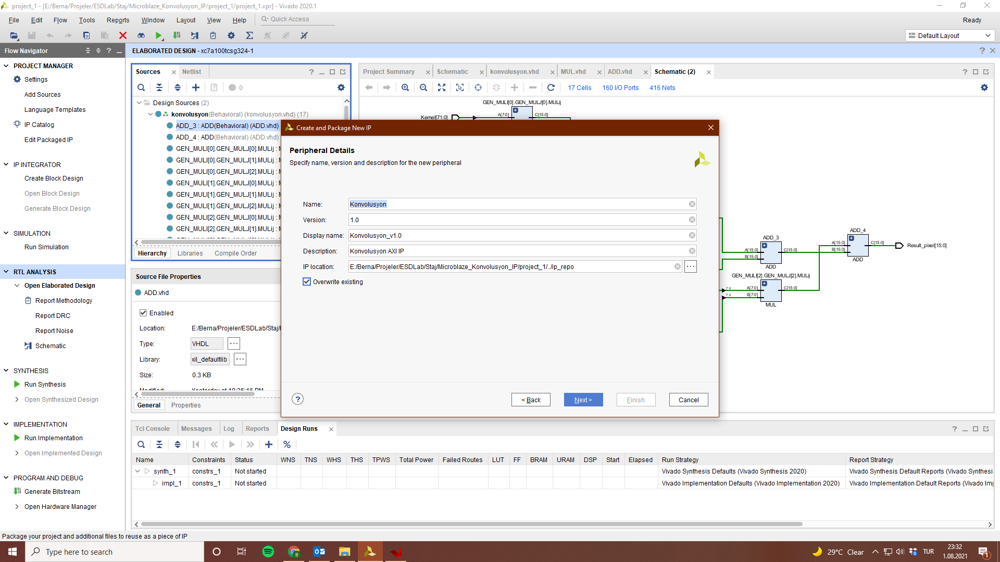 project_1 - [E:/Berna/Projeler/ESDLab/Staj/Microblaze_Konvolusyon_IP/project_1/project_1.xpr] - Vivado 2020.1
File Edit Flow Tools Reports Window Layout View Help Quick Access
Ready
Default Layout
Flow Navigator
ELABORATED DESIGN - xc7a100tcsg324-1
PROJECT MANAGER
Settings
Add Sources
Language Templates
IP Catalog
Edit Packaged IP
IP INTEGRATOR
Create Block Design
Open Block Design
Generate Block Design
SIMULATION
Run Simulation
RTL ANALYSIS
Open Elaborated Design
Report Methodology
Report DRC
Report Noise
Schematic
SYNTHESIS
Run Synthesis
Open Synthesized Design
IMPLEMENTATION
Run Implementation
Open Implemented Design
PROGRAM AND DEBUG
Generate Bitstream
Open Hardware Manager
Sources Netlist
0
Design Sources (2)
konvolusyon(Behavioral) (konvolusyon.vhd) (17)
ADD_3 : ADD(Behavioral) (ADD.vhd)
ADD_4 : ADD(Behavioral) (ADD.vhd)
GEN_MULI[0].GEN_MULJ[0].MULij : M
GEN_MULI[0].GEN_MULJ[1].MULij : M
GEN_MULI[0].GEN_MULJ[2].MULij : M
GEN_MULI[1].GEN_MULJ[0].MULij : M
GEN_MULI[1].GEN_MULJ[1].MULij : M
GEN_MULI[1].GEN_MULJ[2].MULij : M
GEN_MULI[2].GEN_MULJ[0].MULij : M
GEN_MULI[2].GEN_MULJ[1].MULij : M
Hierarchy Libraries Compile Order
Source File Properties
ADD.vhd
Enabled
Location: E:/Berna/Projeler/ESDLab/Staj/
Type: VHDL
Library: xil_defaultlib
Size: 0.3 KB
Modified: Yesterday at 18:25:16 PM
General Properties
Project Summary Schematic konvolusyon.vhd MUL.vhd ADD.vhd Schematic (2)
17 Cells 160 I/O Ports 416 Nets
GEN_MULI[0].GEN_MULJ[0].MULij
Kernel[71:0] A[7:0] C[15:0]
ADD_4
A[15:0] C[15:0] Result_pixel[15:0]
B[15:0]
ADD
ADD_3
A[15:0] C[15:0]
B[15:0]
ADD
GEN_MULI[2].GEN_MULJ[2].MULij
7:0 A[7:0] C[15:0]
7:0 B[7:0]
MUL
Create and Package New IP
Peripheral Details
Specify name, version and description for the new peripheral
Name: Konvolusyon
Version: 1.0
Display name: Konvolusyon_v1.0
Description: Konvolusyon AXI IP
IP location: E:/Berna/Projeler/ESDLab/Staj/Microblaze_Konvolusyon_IP/project_1/../ip_repo
Overwrite existing
< Back Next > Finish Cancel
Tcl Console Messages Log Reports Design Runs
Name Constraints Status WNS TNS WHS THS TPWS Total Power Failed Routes LUT FF BRAM URAM DSP Start Elapsed Run Strategy Report Strategy
synth_1 constrs_1 Not started Vivado Synthesis Defaults (Vivado Synthesis 2020) Vivado Synthesis Default Reports (Vivado Synthesi
impl_1 constrs_1 Not started Vivado Implementation Defaults (Vivado Implementation 2020) Vivado Implementation Default Reports (Vivado Im
Package your project and additional files to reuse as a piece of IP
Type here to search
29°C Clear
TUR
23:32
1.08.2021
1